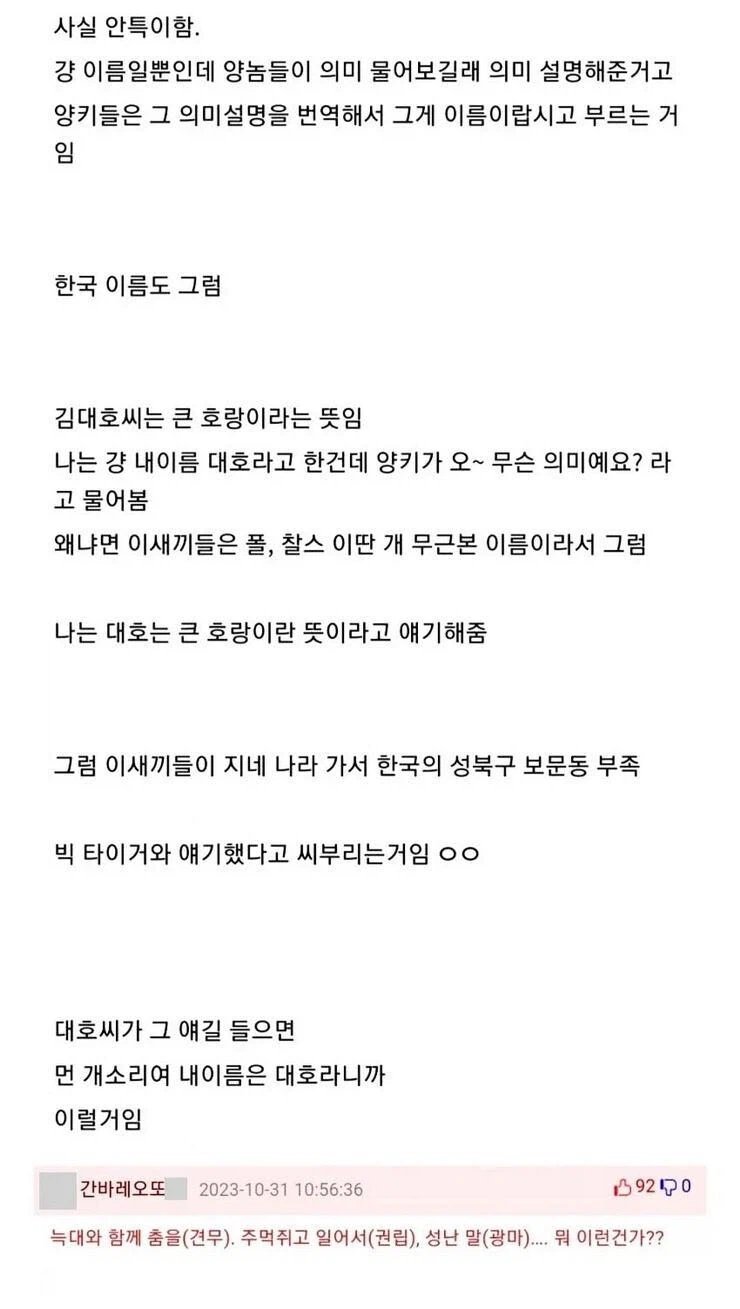 사실 안특이함.
걍 이름일뿐인데 양놈들이 의미 물어보길래 의미 설명해준거고
양키들은 그 의미설명을 번역해서 그게 이름이랍시고 부르는 거
임
한국 이름도 그럼
김대호씨는 큰 호랑이라는 뜻임
나는 걍 내이름 대호라고 한건데 양키가 오~ 무슨 의미예요? 라
고 물어봄
왜냐면 이새끼들은 폴, 찰스 이딴 개 무근본 이름이라서 그럼
나는 대호는 큰 호랑이란 뜻이라고 얘기해줌
그럼 이새끼들이 지네 나라 가서 한국의 성북구 보문동 부족
빅 타이거와 얘기했다고 씨부리는거임 ㅇㅇ
대호씨가 그 얘길 들으면
먼 개소리여 내이름은 대호라니까
이럴거임
간바레오또 2023-10-31 10:56:36 92 0
늑대와 함께 춤을(견무). 주먹쥐고 일어서(권립), 성난 말(광마).... 뭐 이런건가??